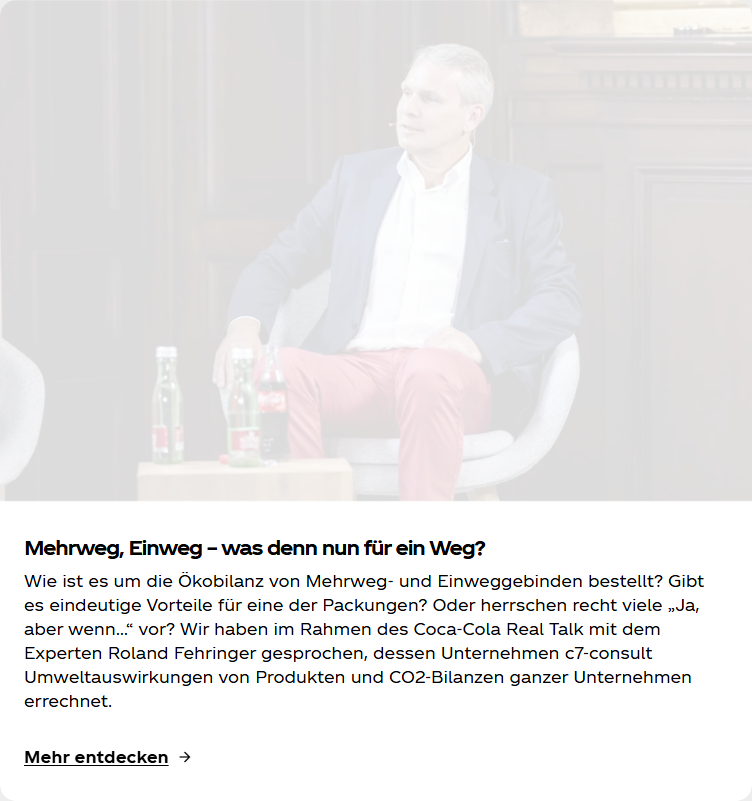 Mehrweg, Einweg – was denn nun für ein Weg?
Wie ist es um die Ökobilanz von Mehrweg- und Einweggebinden bestellt? Gibt
es eindeutige Vorteile für eine der Packungen? Oder herrschen recht viele „Ja,
aber wenn...“ vor? Wir haben im Rahmen des Coca-Cola Real Talk mit dem
Experten Roland Fehringer gesprochen, dessen Unternehmen c7-consult
Umweltauswirkungen von Produkten und CO2-Bilanzen ganzer Unternehmen
errechnet.
Mehr entdecken